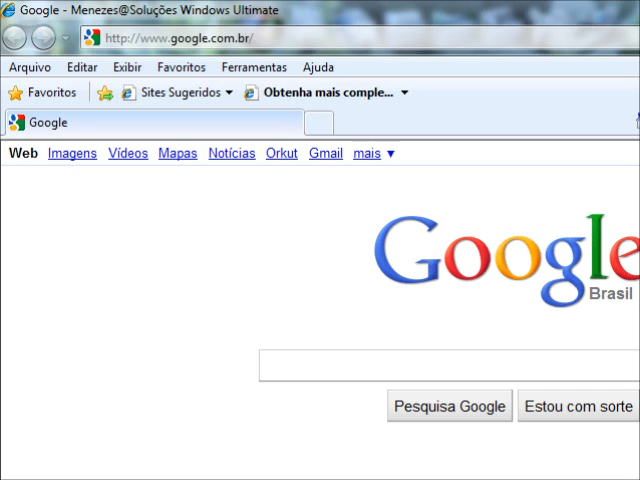 Google - Menezes@Soluções Windows Ultimate
http://www.google.com.br/
Arquivo Editar Exibir Favoritos Ferramentas Ajuda
Favoritos Sites Sugeridos Obtenha mais comple...
Google
Web Imagens Vídeos Mapas Notícias Orkut Gmail mais
Google
Brasil
Pesquisa Google Estou com sorte